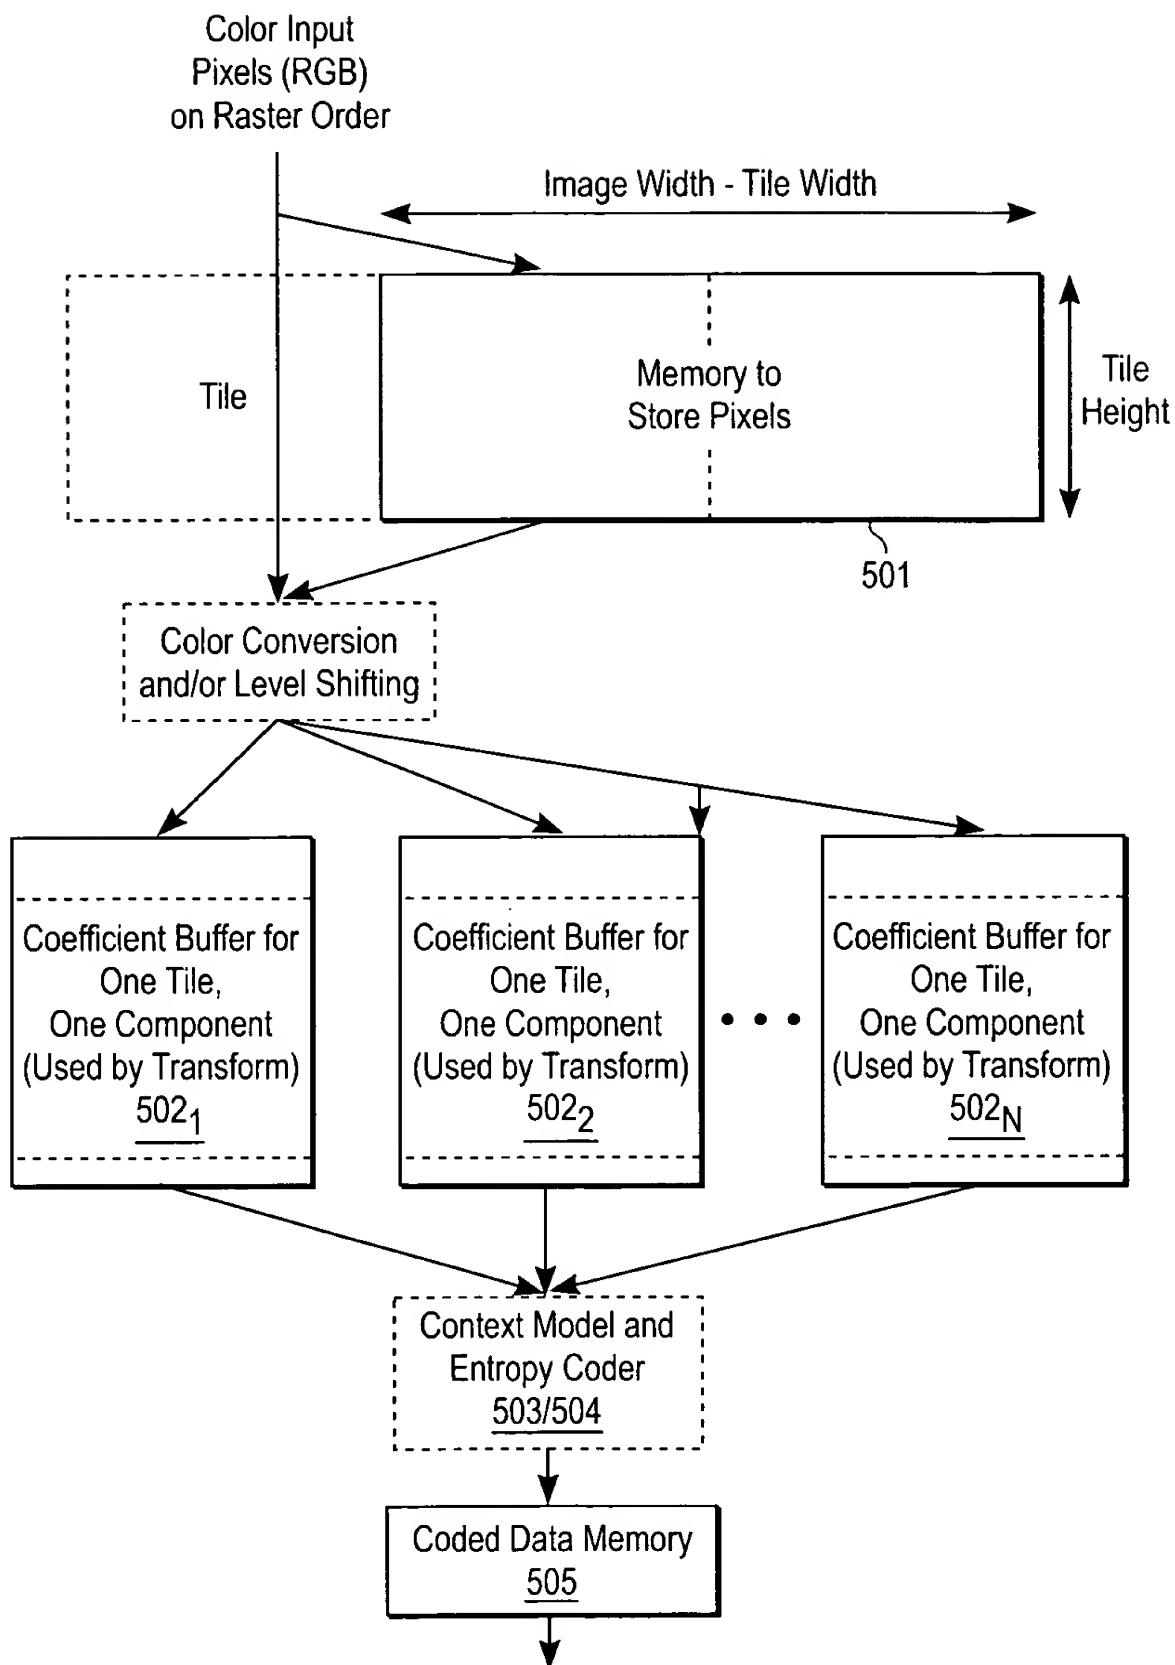 Color Input
Pixels (RGB)
on Raster Order
Image Width - Tile Width
Tile
Memory to
Store Pixels
Tile
Height
501
Color Conversion
and/or Level Shifting
Coefficient Buffer for
One Tile,
One Component
(Used by Transform)
502₁
Coefficient Buffer for
One Tile,
One Component
(Used by Transform)
502₂
Coefficient Buffer for
One Tile,
One Component
(Used by Transform)
502N
Context Model and
Entropy Coder
503/504
Coded Data Memory
505